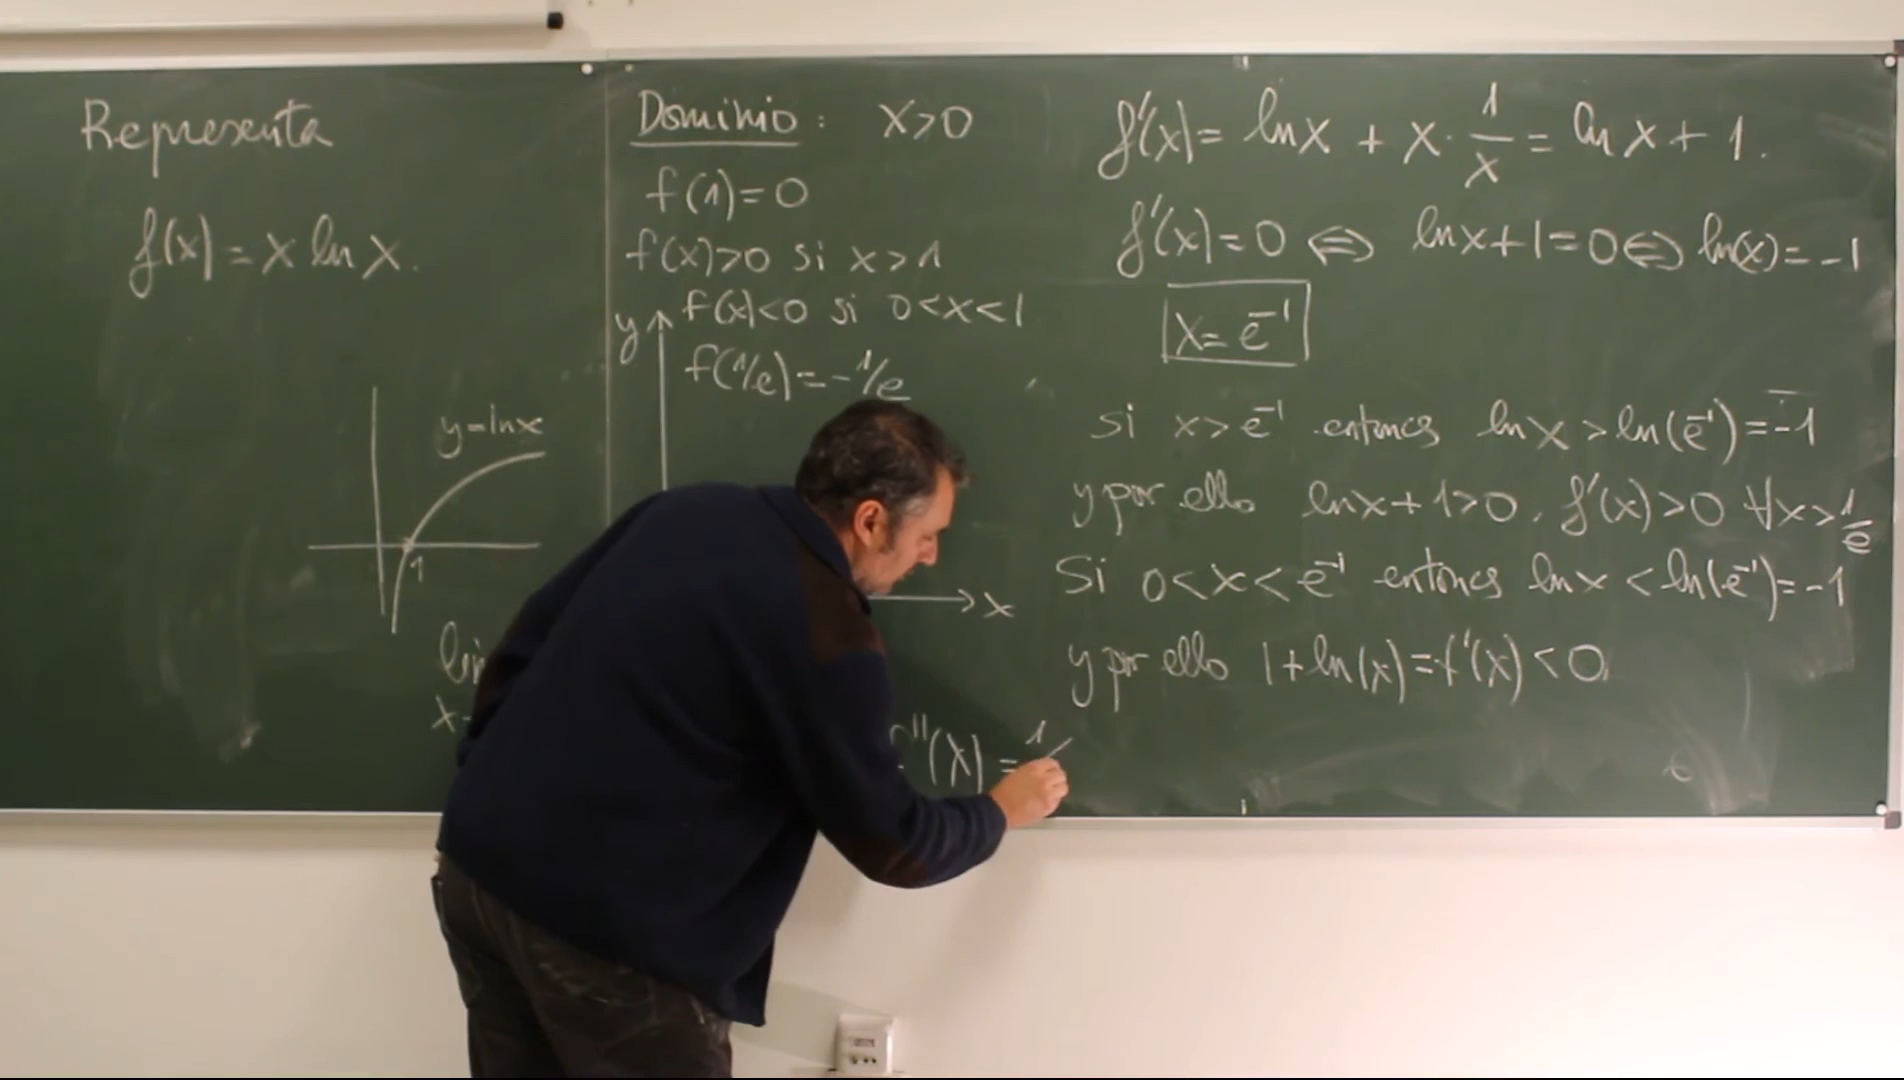 Representa
f(x) = x ln x.
y=lnx
1
x
Dominio: x>0
f(1)=0
f(x)>0 si x>1
f(x)<0 si 0<x<1
y
f(1/e)=-1/e
x
f''(x) = 1/
f'(x) = ln x + x · 1/x = ln x + 1.
f'(x)=0 ⇔ ln x+1=0 ⇔ ln(x)=-1
x= e⁻¹
si x>e⁻¹ entonces ln x > ln(e⁻¹)=-1
y por ello ln x+1>0. f'(x)>0 ∀x>1/e
Si 0<x<e⁻¹ entonces ln x < ln(e⁻¹)=-1
y por ello 1+ln(x)=f'(x)<0.